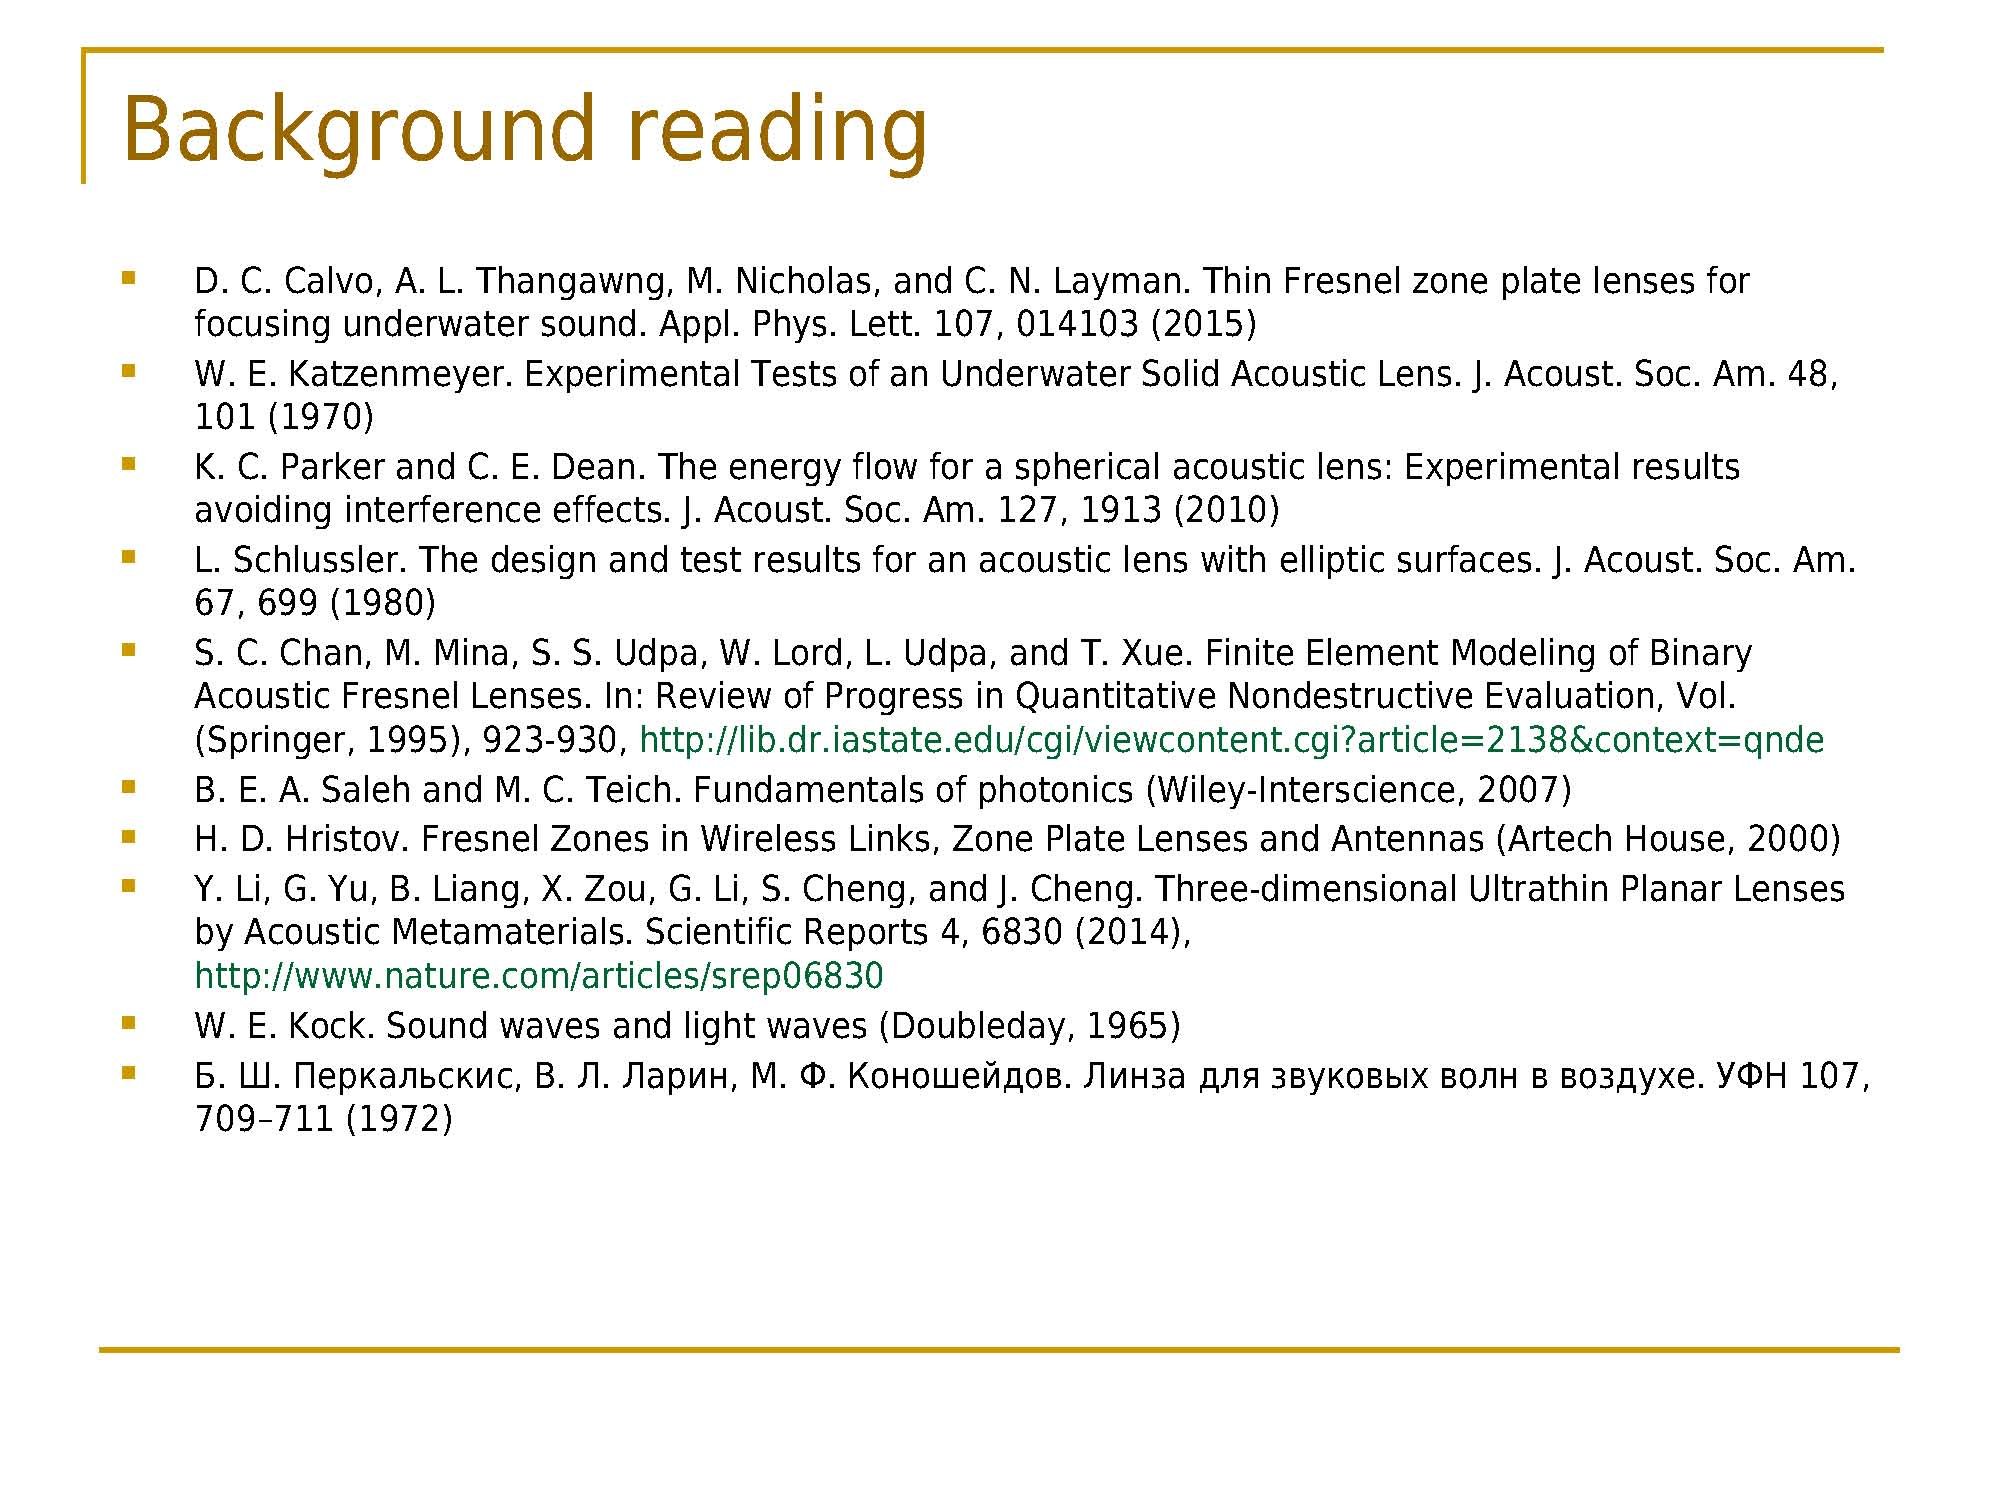 Background reading
D. C. Calvo, A. L. Thangawng, M. Nicholas, and C. N. Layman. Thin Fresnel zone plate lenses for
focusing underwater sound. Appl. Phys. Lett. 107, 014103 (2015)
W. E. Katzenmeyer. Experimental Tests of an Underwater Solid Acoustic Lens. J. Acoust. Soc. Am. 48,
101 (1970)
K. C. Parker and C. E. Dean. The energy flow for a spherical acoustic lens: Experimental results
avoiding interference effects. J. Acoust. Soc. Am. 127, 1913 (2010)
L. Schlussler. The design and test results for an acoustic lens with elliptic surfaces. J. Acoust. Soc. Am.
67, 699 (1980)
S. C. Chan, M. Mina, S. S. Udpa, W. Lord, L. Udpa, and T. Xue. Finite Element Modeling of Binary
Acoustic Fresnel Lenses. In: Review of Progress in Quantitative Nondestructive Evaluation, Vol.
(Springer, 1995), 923-930, http://lib.dr.iastate.edu/cgi/viewcontent.cgi?article=2138&context=qnde
B. E. A. Saleh and M. C. Teich. Fundamentals of photonics (Wiley-Interscience, 2007)
H. D. Hristov. Fresnel Zones in Wireless Links, Zone Plate Lenses and Antennas (Artech House, 2000)
Y. Li, G. Yu, B. Liang, X. Zou, G. Li, S. Cheng, and J. Cheng. Three-dimensional Ultrathin Planar Lenses
by Acoustic Metamaterials. Scientific Reports 4, 6830 (2014),
http://www.nature.com/articles/srep06830
W. E. Kock. Sound waves and light waves (Doubleday, 1965)
Б. Ш. Перкальскис, В. Л. Ларин, М. Ф. Коношейдов. Линза для звуковых волн в воздухе. УФН 107,
709–711 (1972)